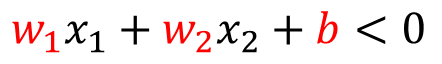 w₁x₁ + w₂x₂ + b < 0